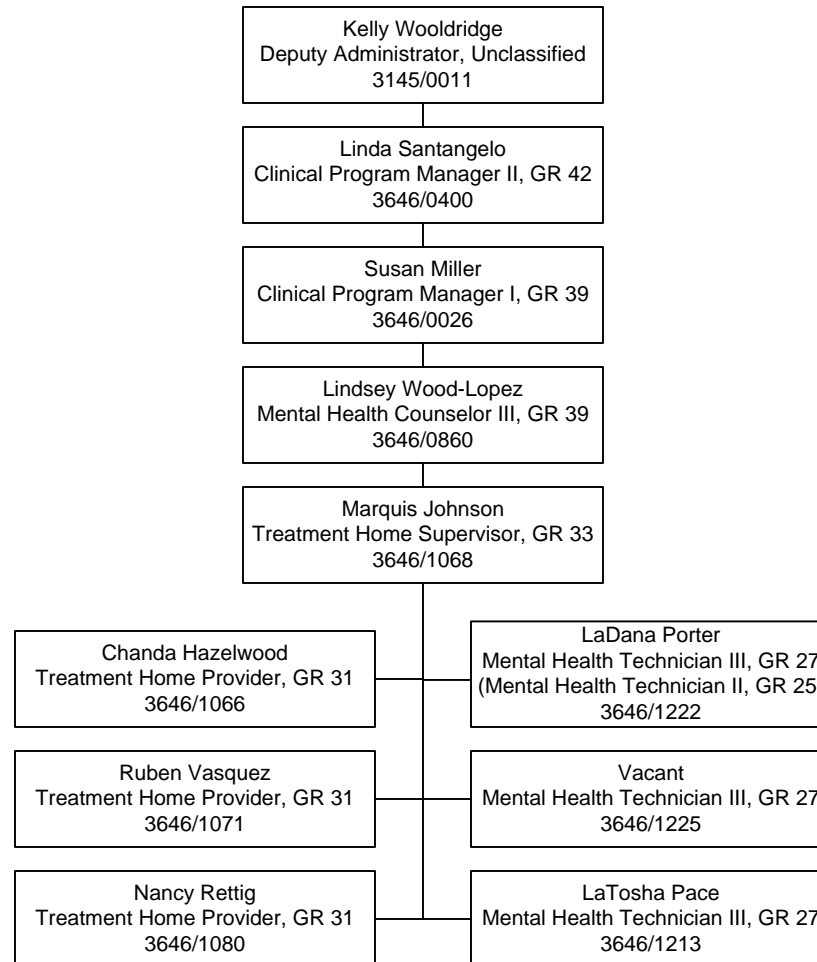 Kelly Wooldridge
Deputy Administrator, Unclassified
3145/0011
Linda Santangelo
Clinical Program Manager II, GR 42
3646/0400
Susan Miller
Clinical Program Manager I, GR 39
3646/0026
Lindsey Wood-Lopez
Mental Health Counselor III, GR 39
3646/0860
Marquis Johnson
Treatment Home Supervisor, GR 33
3646/1068
Chanda Hazelwood
Treatment Home Provider, GR 31
3646/1066
LaDana Porter
Mental Health Technician III, GR 27
(Mental Health Technician II, GR 25
3646/1222
Ruben Vasquez
Treatment Home Provider, GR 31
3646/1071
Vacant
Mental Health Technician III, GR 27
3646/1225
Nancy Rettig
Treatment Home Provider, GR 31
3646/1080
LaTosha Pace
Mental Health Technician III, GR 27
3646/1213